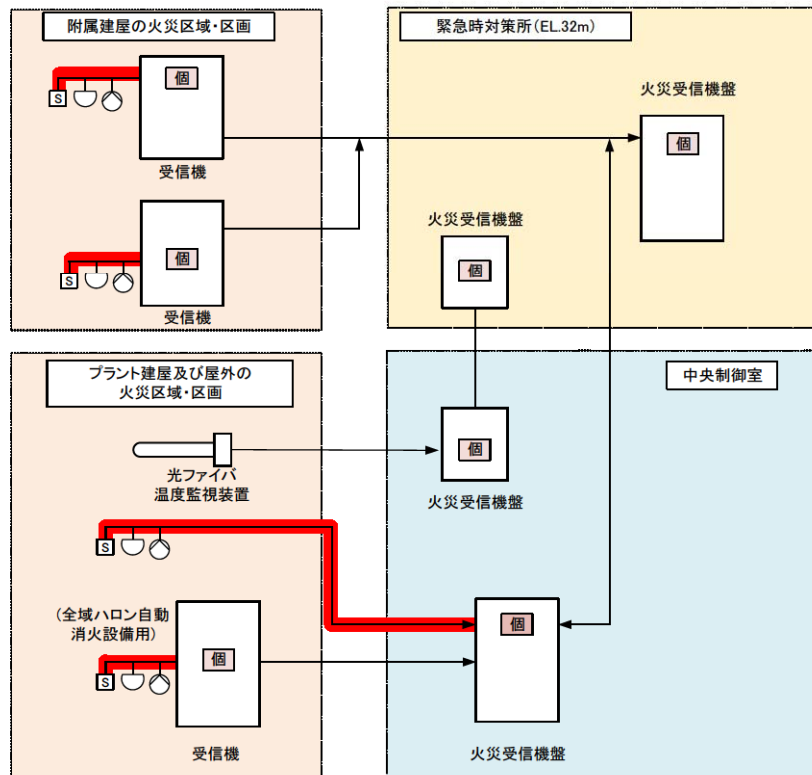 附属建屋の火災区域・区画
個
S
受信機
個
S
受信機
緊急時対策所(EL.32m)
火災受信機盤
個
火災受信機盤
個
プラント建屋及び屋外の
火災区域・区画
光ファイバ
温度監視装置
S
(全域ハロン自動
消火設備用)
個
S
受信機
中央制御室
個
火災受信機盤
個
火災受信機盤